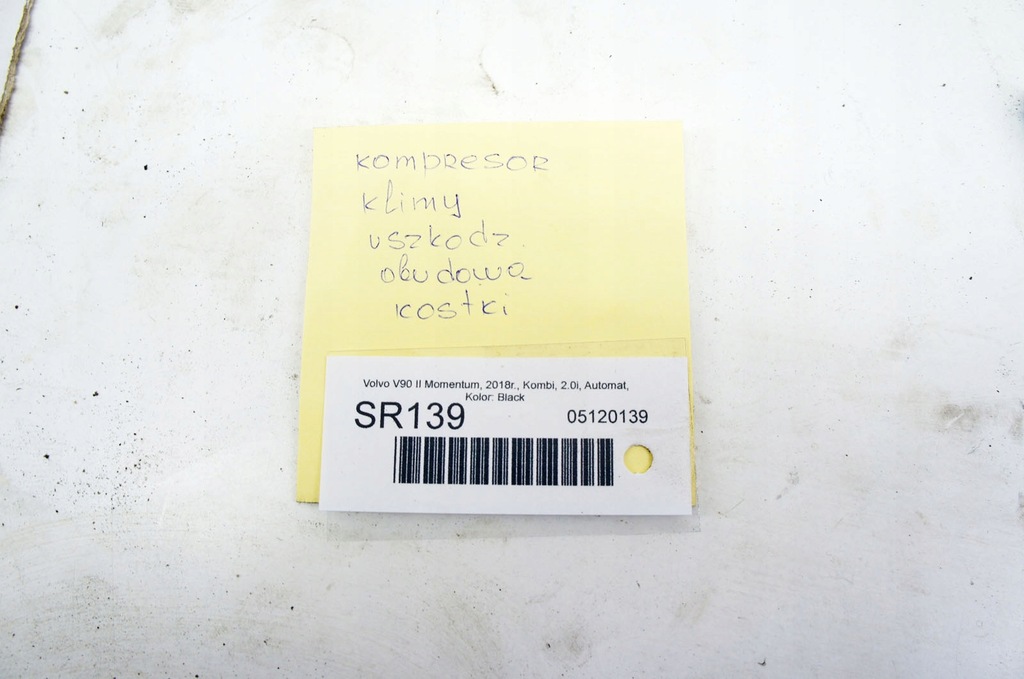 kompresor
klimy
uszkodz.
obudowa
kostki
Volvo V90 II Momentum, 2018r., Kombi, 2.0i, Automat,
Kolor: Black
SR139 05120139